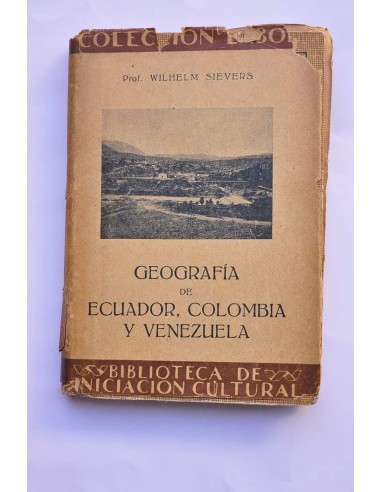 COLECCIÓN LABOR
Prof. WILHELM SIEVERS
GEOGRAFÍA
DE
ECUADOR, COLOMBIA
Y VENEZUELA
BIBLIOTECA DE
INICIACIÓN CULTURAL